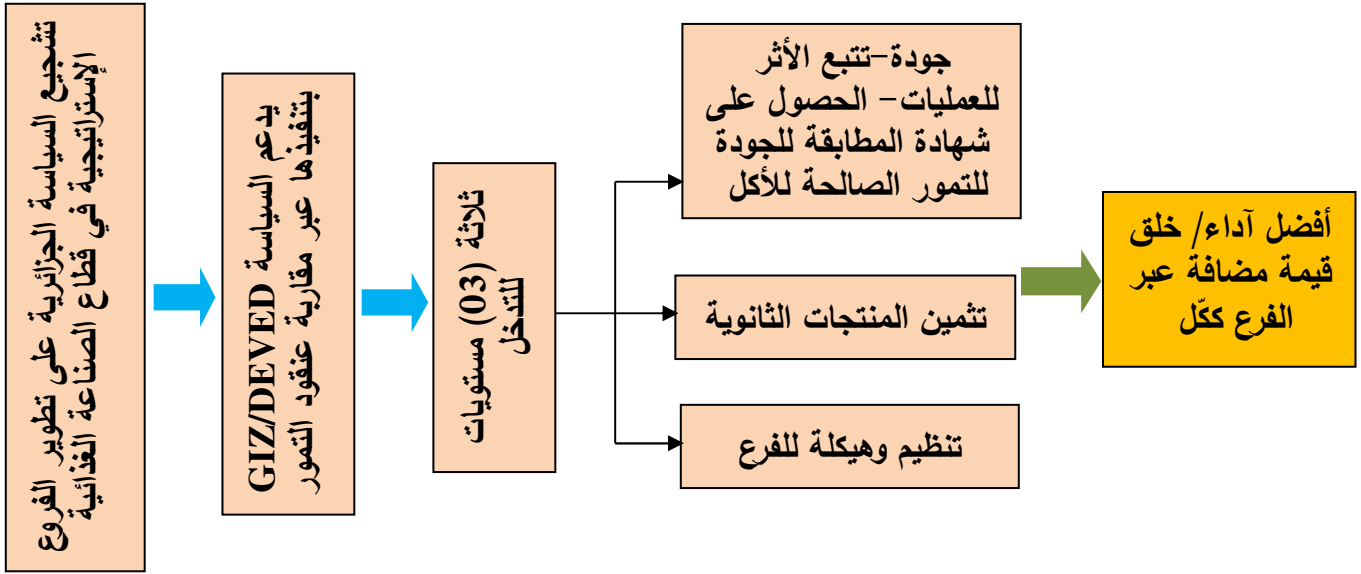 تشجيع السياسة الجزائرية على تطوير الفروع
الإستراتيجية في قطاع الصناعة الغذائية
يدعم السياسة GIZ/DEVED
بتنفيذها عبر مقاربة عنقود التمور
ثلاثة (03) مستويات
للتدخل
جودة-تتبع الأثر
للعمليات- الحصول على
شهادة المطابقة للجودة
للتمور الصالحة للأكل
تثمين المنتجات الثانوية
تنظيم وهيكلة للفرع
أفضل آداء/ خلق
قيمة مضافة عبر
الفرع ككّل